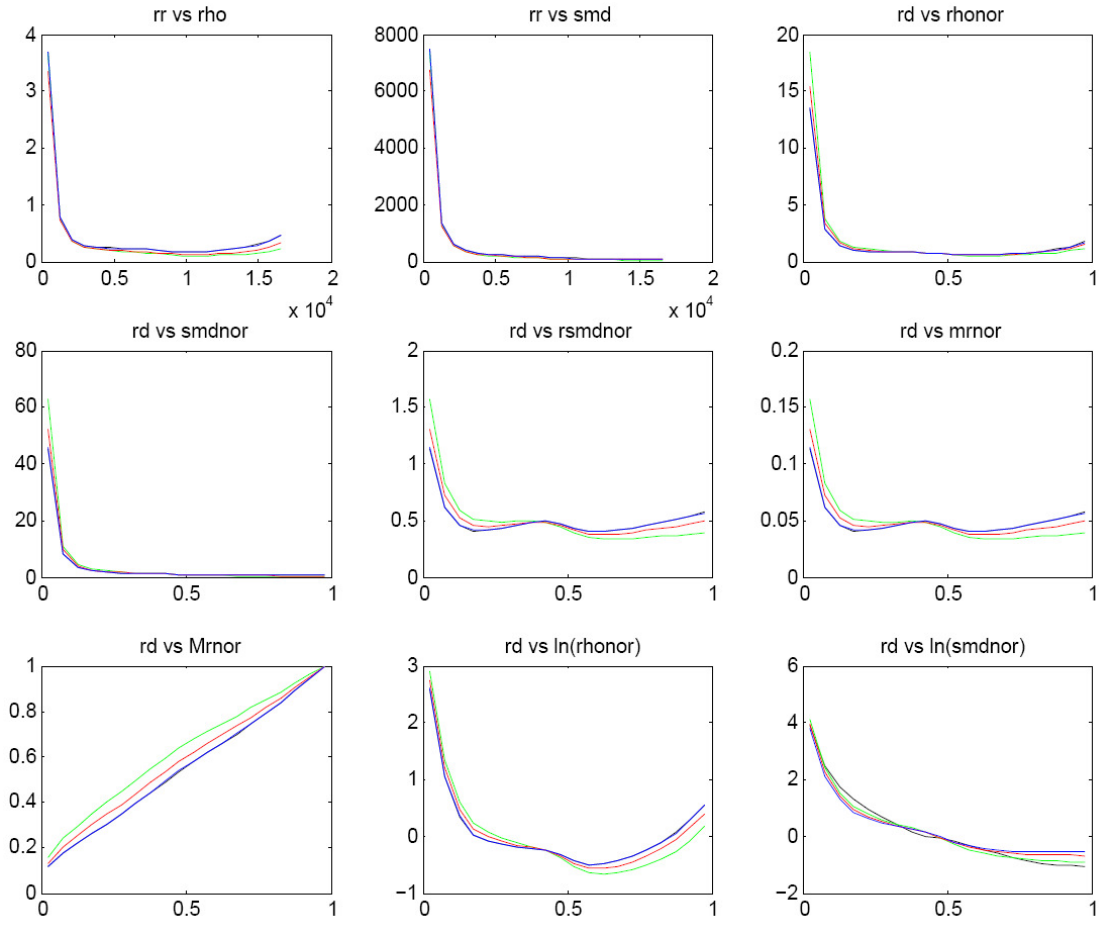 rr vs rho
rr vs smd
rd vs rhonor
4
3
2
1
0
0 0.5 1 1.5 2
x 10^4
8000
6000
4000
2000
0
0 0.5 1 1.5 2
x 10^4
20
15
10
5
0
0 0.5 1
rd vs smdnor
rd vs rsmdnor
rd vs mrnor
80
60
40
20
0
0 0.5 1
2
1.5
1
0.5
0
0 0.5 1
0.2
0.15
0.1
0.05
0
0 0.5 1
rd vs Mrnor
rd vs ln(rhonor)
rd vs ln(smdnor)
1
0.8
0.6
0.4
0.2
0
0 0.5 1
3
2
1
0
−1
0 0.5 1
6
4
2
0
−2
0 0.5 1